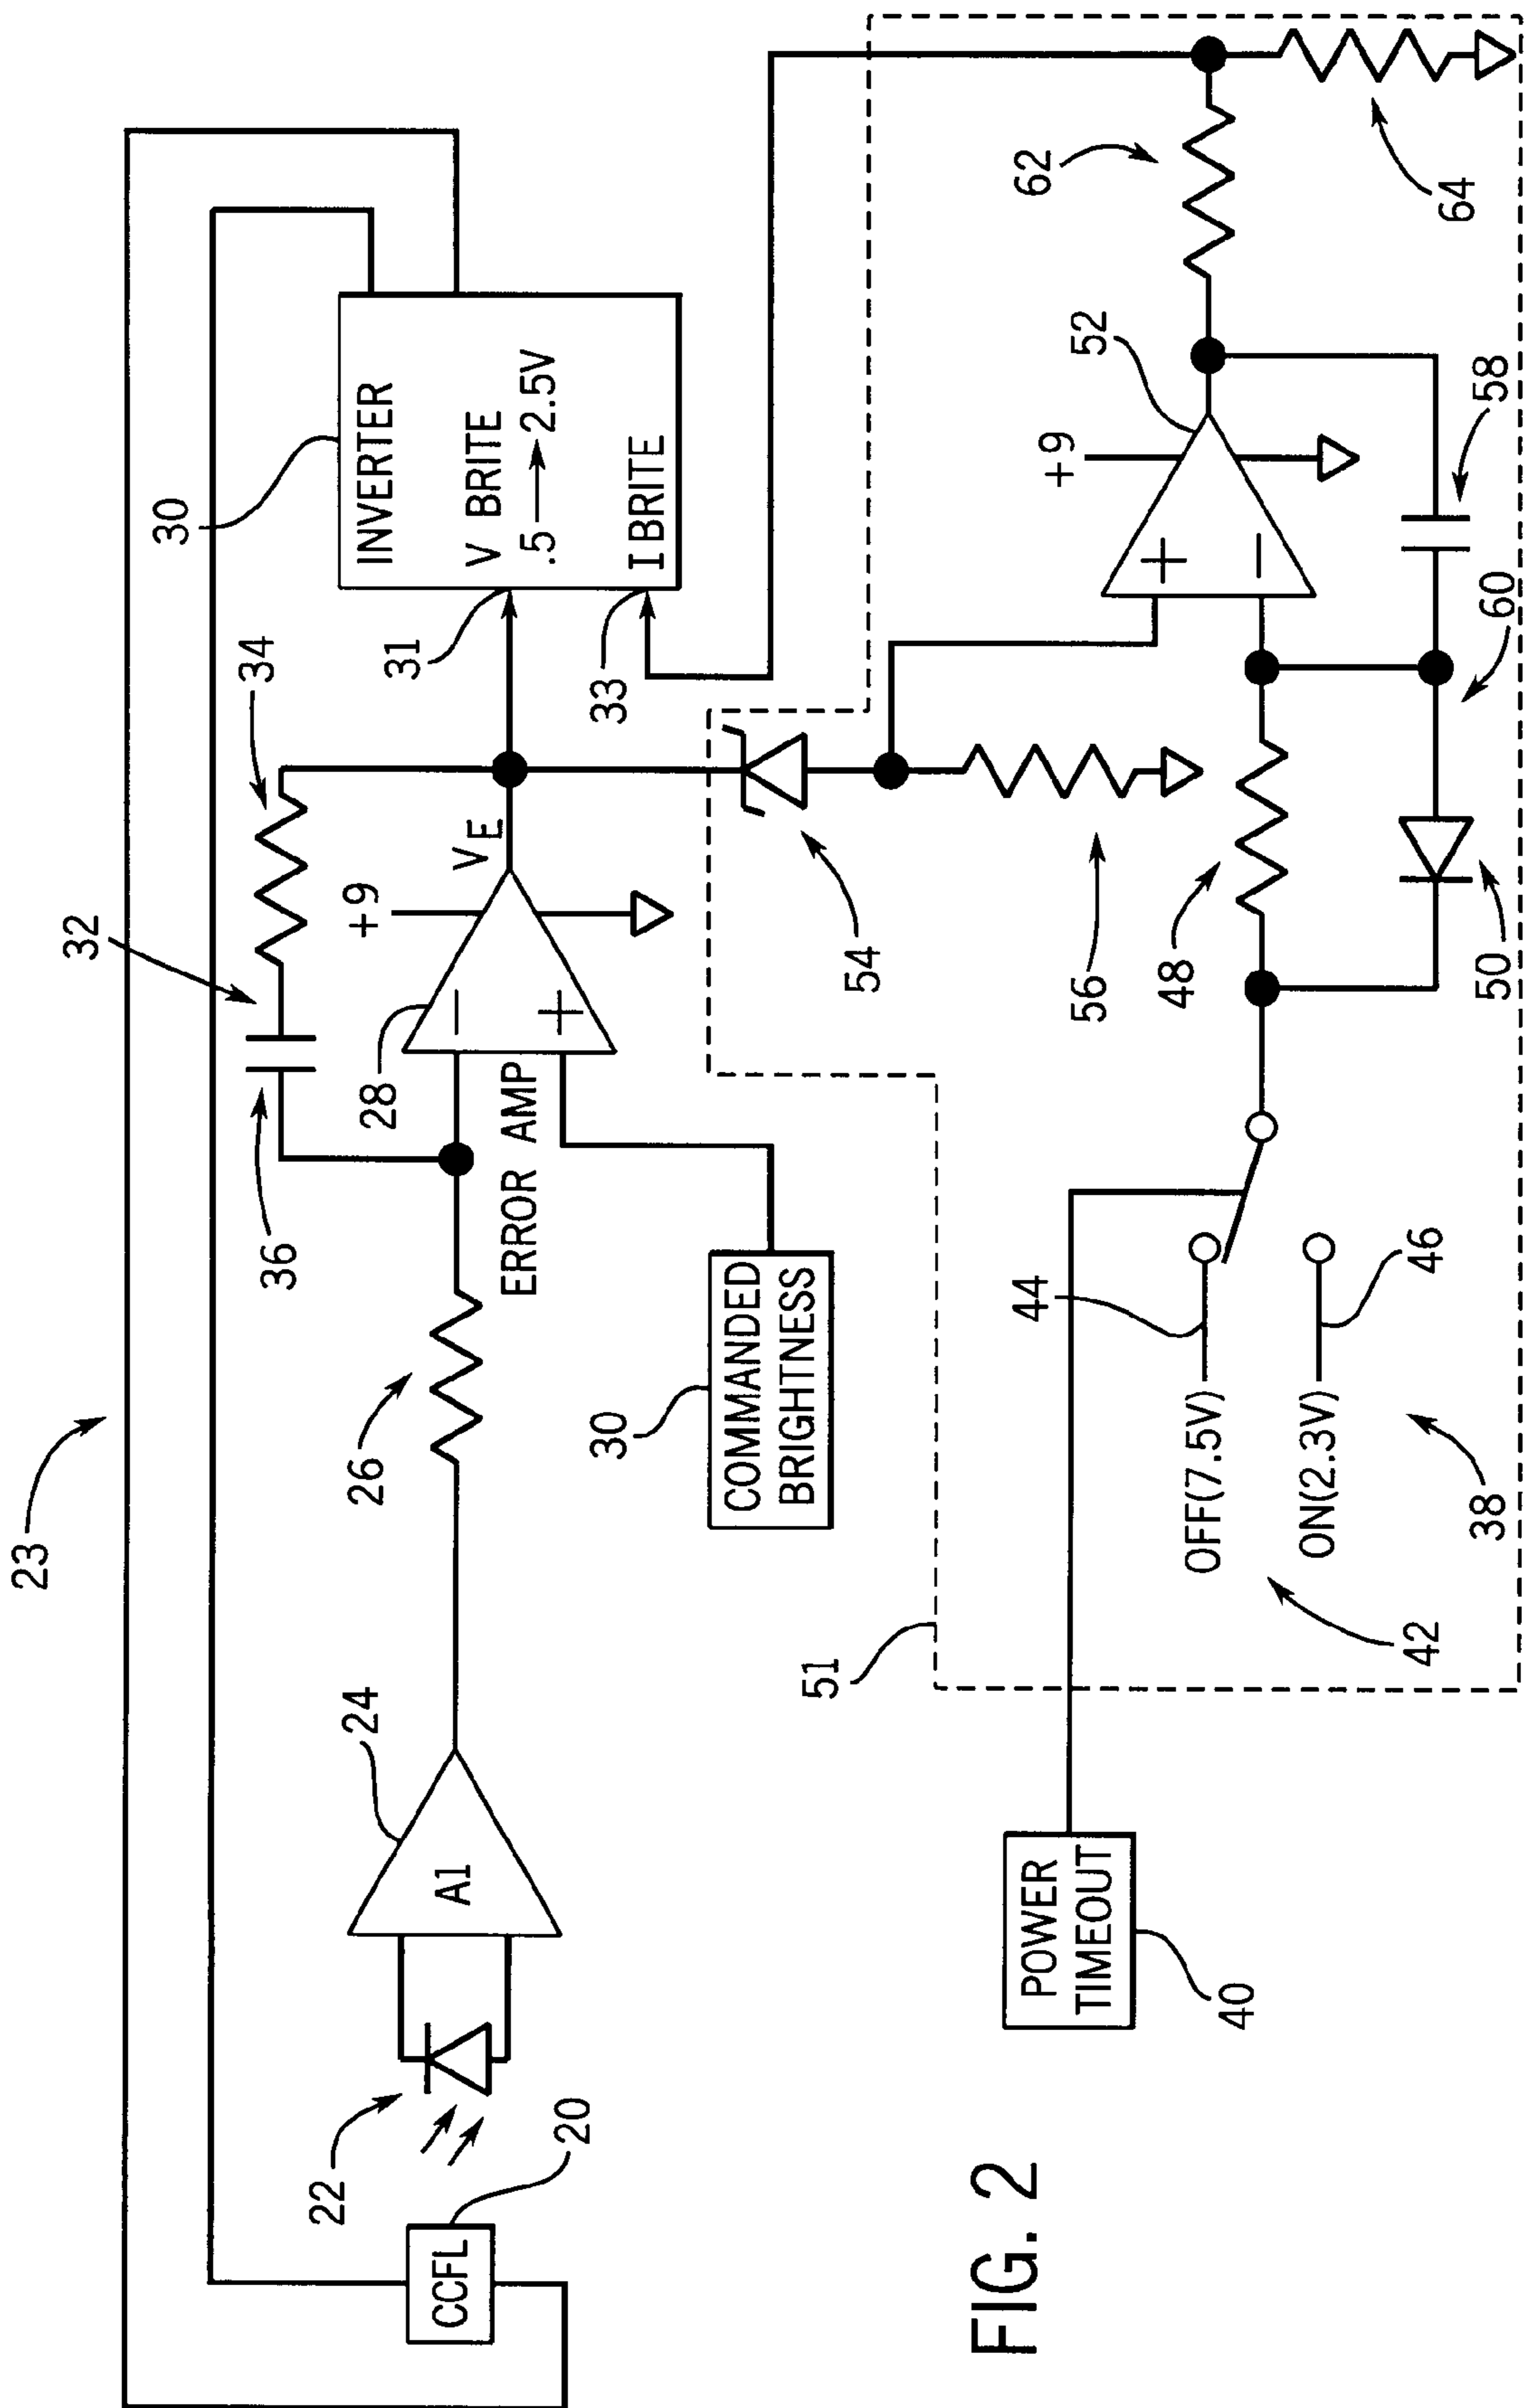 23
30
INVERTER
V BRITE
.5 → 2.5V
I BRITE
31
33
34
32
36
+9
VE
28
ERROR AMP
26
30
COMMANDED
BRIGHTNESS
24
A1
22
CCFL
20
51
54
56
62
64
52
+9
+
−
58
60
−
+
48
50
44
OFF(7.5V)
ON(2.3V)
46
42
38
POWER
TIMEOUT
40
FIG. 2